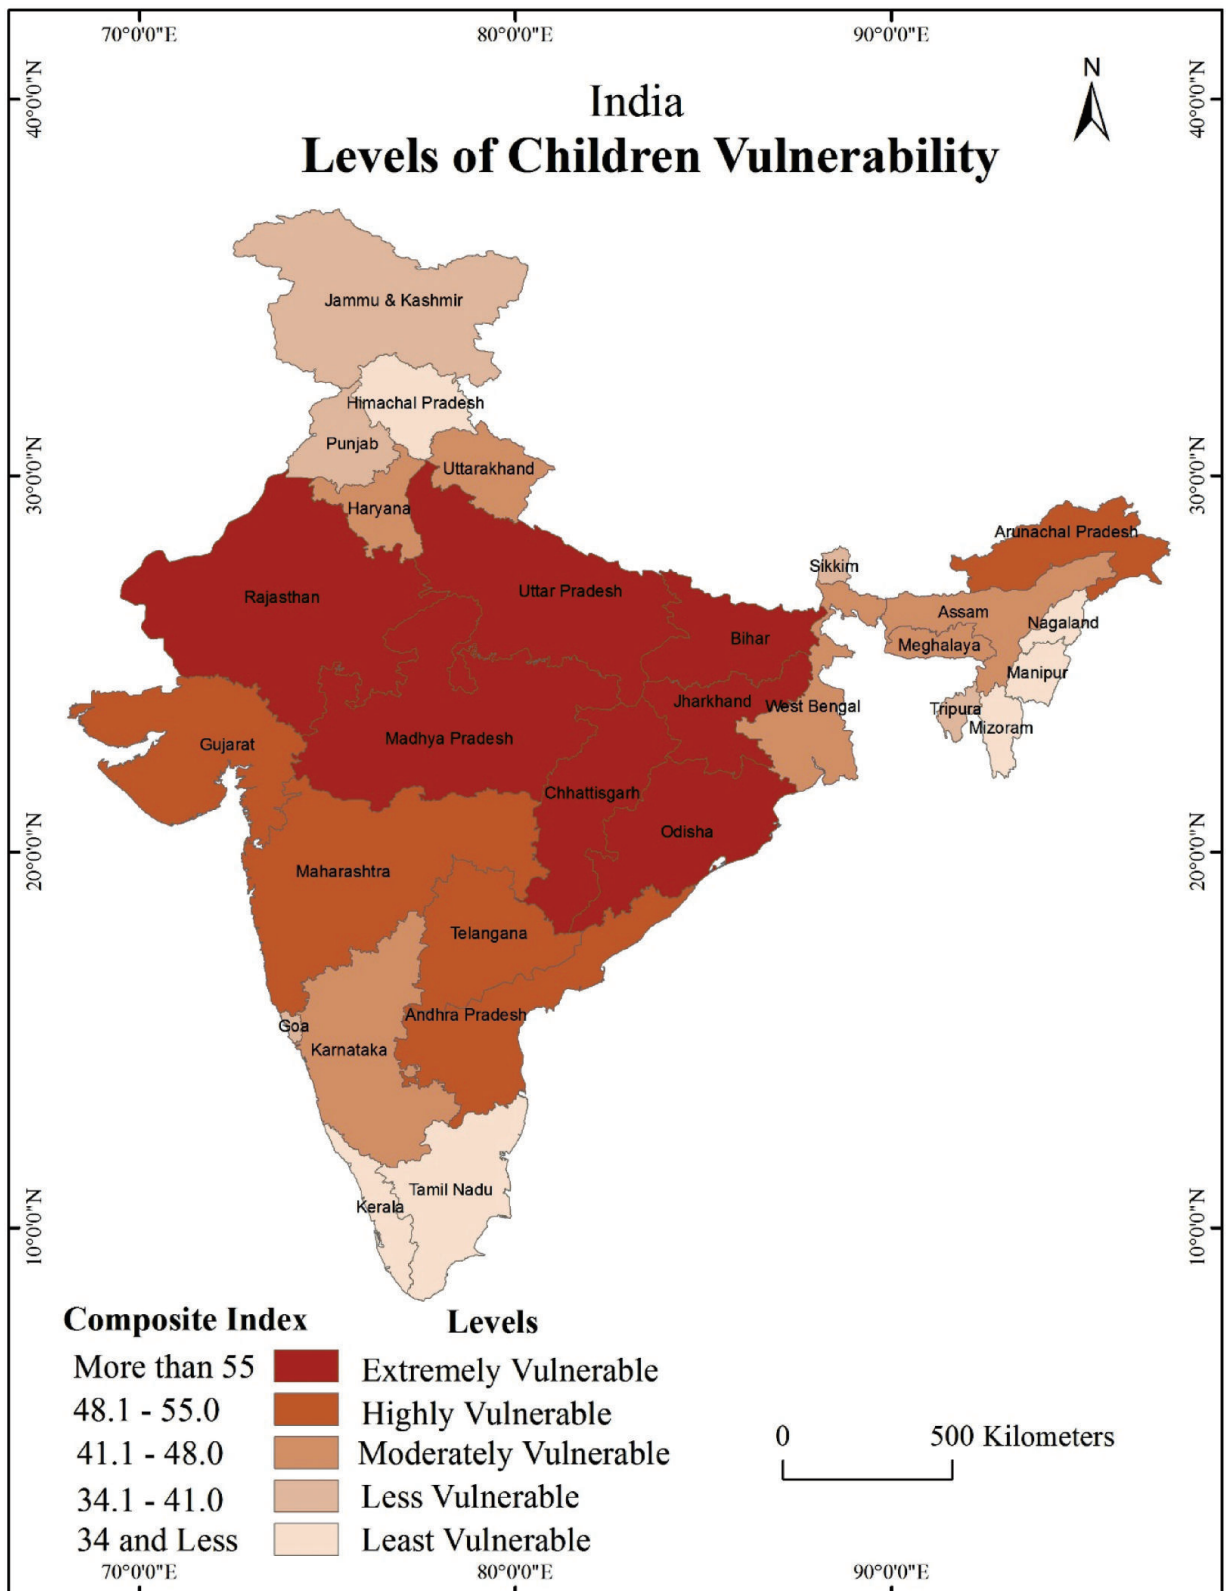 70°0'0"E 80°0'0"E 90°0'0"E
40°0'0"N
40°0'0"N
N
India
Levels of Children Vulnerability
Jammu & Kashmir
Himachal Pradesh
Punjab
30°0'0"N
Uttarakhand
30°0'0"N
Haryana
Arunachal Pradesh
Sikkim
Rajasthan
Uttar Pradesh
Assam
Nagaland
Bihar
Meghalaya
Manipur
Jharkhand
West Bengal
Tripura
Mizoram
Gujarat
Madhya Pradesh
Chhattisgarh
Odisha
20°0'0"N
20°0'0"N
Maharashtra
Telangana
Andhra Pradesh
Goa
Karnataka
Tamil Nadu
Kerala
10°0'0"N
10°0'0"N
Composite Index Levels
More than 55 Extremely Vulnerable
48.1 - 55.0 Highly Vulnerable
41.1 - 48.0 Moderately Vulnerable
34.1 - 41.0 Less Vulnerable
34 and Less Least Vulnerable
0 500 Kilometers
70°0'0"E 80°0'0"E 90°0'0"E